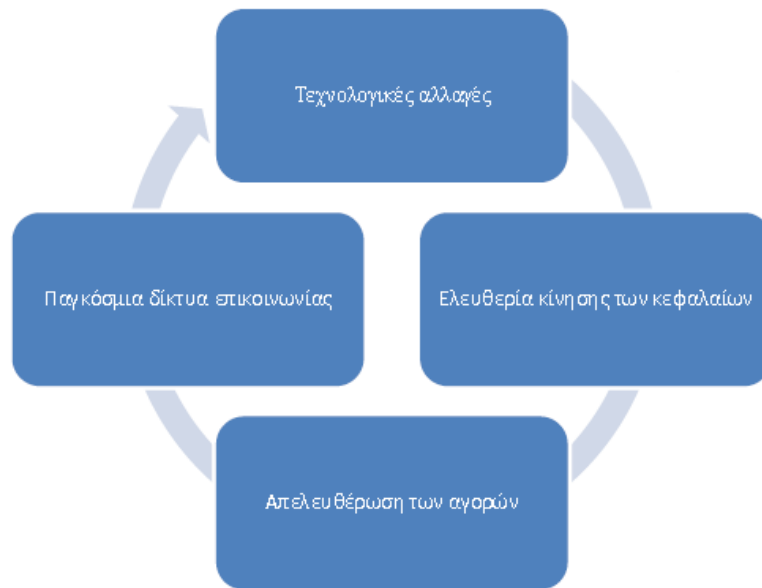 Τεχνολογικές αλλαγές
Παγκόσμια δίκτυα επικοινωνίας
Ελευθερία κίνησης των κεφαλαίων
Απελευθέρωση των αγορών